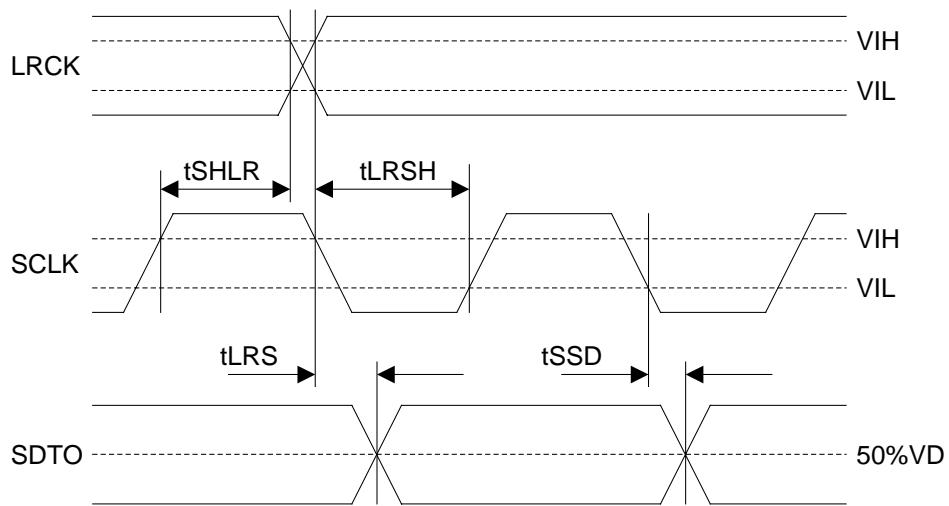 LRCK
VIH
VIL
tSHLR
tLRSH
SCLK
VIH
VIL
tLRS
tSSD
SDTO
50%VD